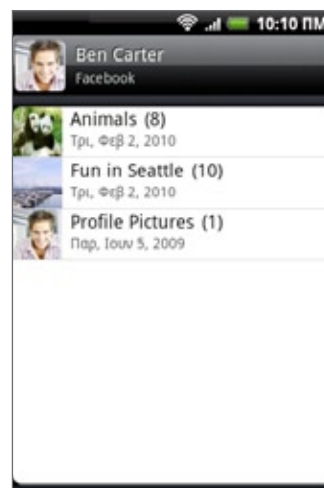 10:10 ΠΜ
Ben Carter
Facebook
Animals (8)
Τρι, Φεβ 2, 2010
Fun in Seattle (10)
Τρι, Φεβ 2, 2010
Profile Pictures (1)
Παρ, Ιουν 5, 2009